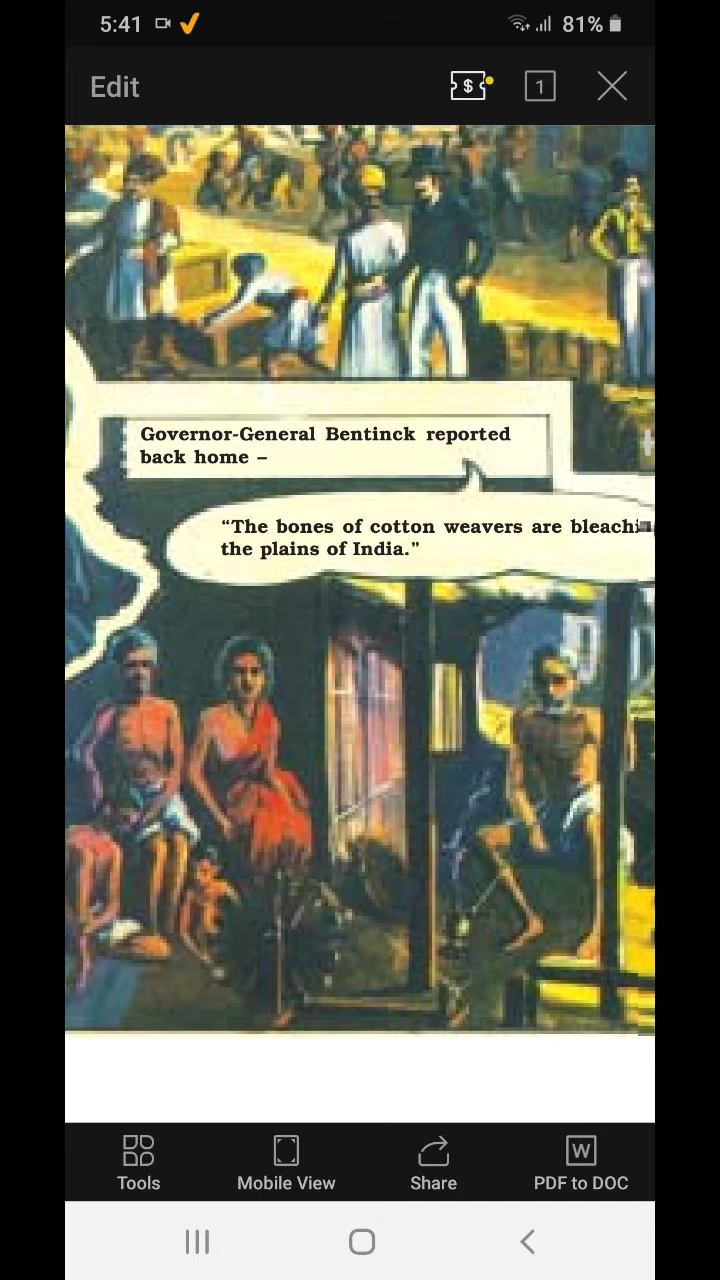 5:41 81%
Edit $ 1
Governor-General Bentinck reported
back home –
“The bones of cotton weavers are
the plains of India.”
Tools Mobile View Share PDF to DOC
W